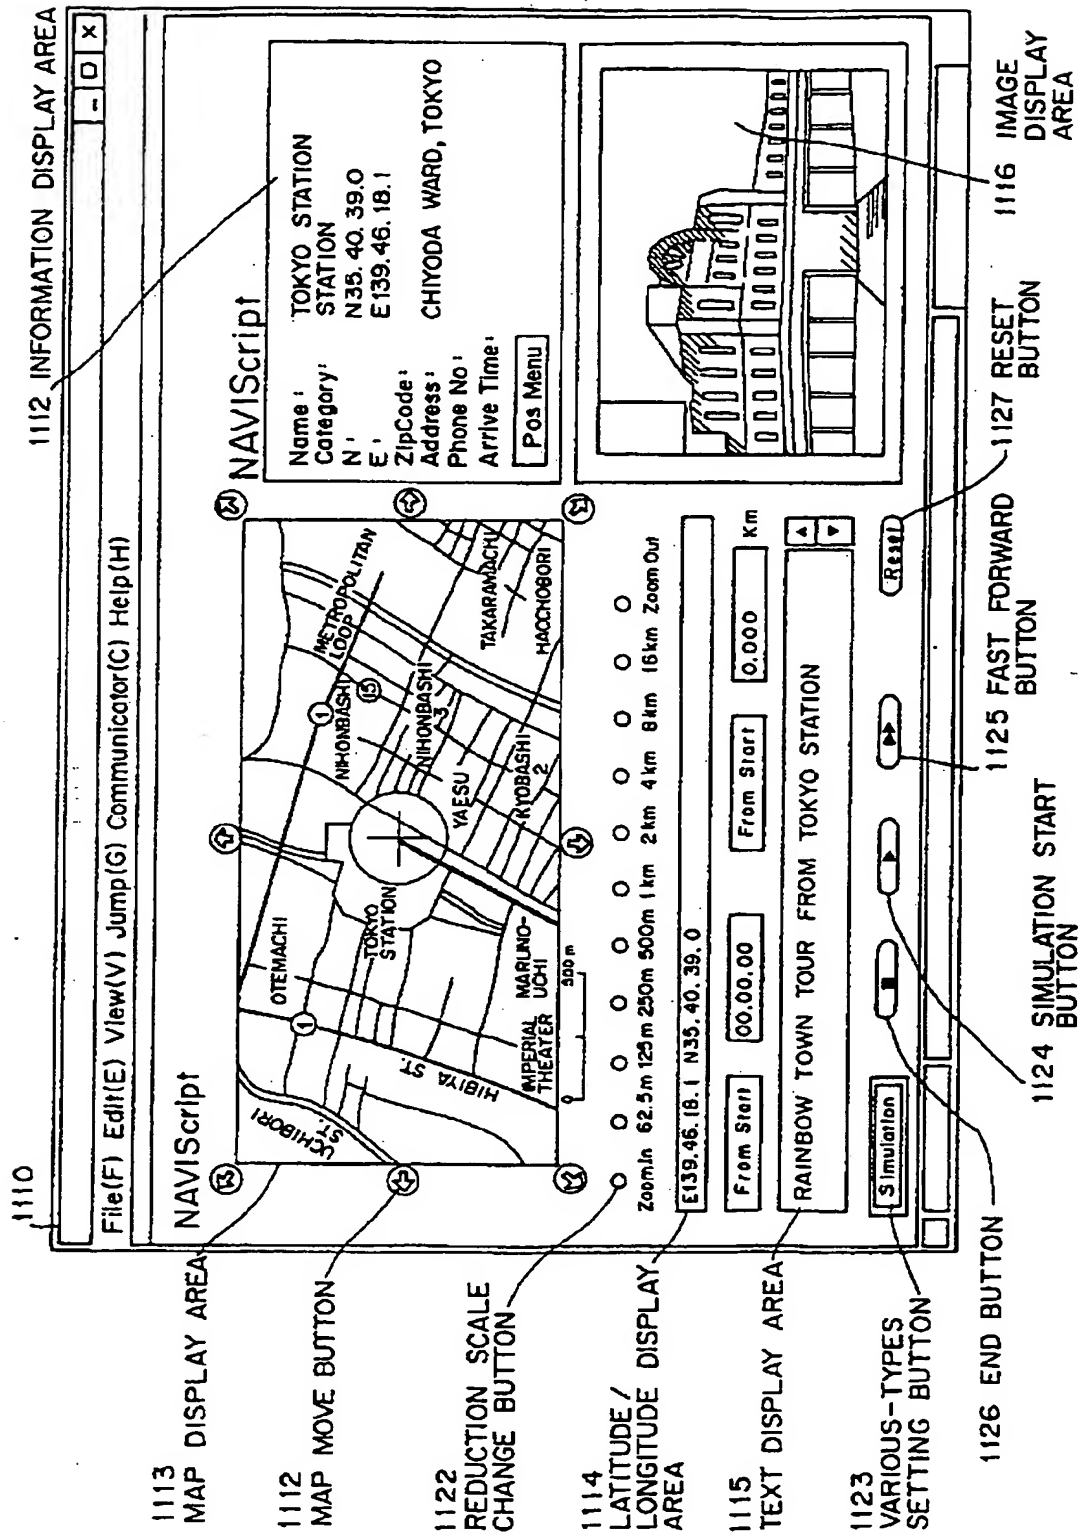 1110
1112 INFORMATION DISPLAY AREA
File(F) Edit(E) View(V) Jump(G) Communicator(C) Help(H)
NAVIScript
NAVIScript
1113
MAP DISPLAY AREA
1112
MAP MOVE BUTTON
1122
REDUCTION SCALE
CHANGE BUTTON
1114
LATITUDE/
LONGITUDE DISPLAY
AREA
1115
TEXT DISPLAY AREA
1123
VARIOUS-TYPES
SETTING BUTTON
UCHIBORI
ST.
HIBIYA ST.
1
OTEMACHI
TOKYO
STATION
IMPERIAL
THEATER
MARUNO-
UCHI
0
500m
1
NIHONBASHI
15
METROPOLITAN
LOOP
NIHONBASHI
3
YAESU
KYOBASHI
2
TAKARAMACHI
HACCHOBORI
Name: TOKYO STATION
Category: STATION
N: N35.40.39.0
E: E139.46.18.1
ZipCode:
Address: CHIYODA WARD, TOKYO
Phone No:
Arrive Time:
Pos Menu
ZoomIn 62.5m 125m 250m 500m 1km 2km 4km 8km 16km Zoom Out
E139.46.18.1 N35.40.39.0
From Start 00.00.00 From Start 0.000 Km
RAINBOW TOWN TOUR FROM TOKYO STATION
Simulation
Reset
1126 END BUTTON
1124 SIMULATION START
BUTTON
1125 FAST FORWARD
BUTTON
1127 RESET
BUTTON
1116 IMAGE
DISPLAY
AREA